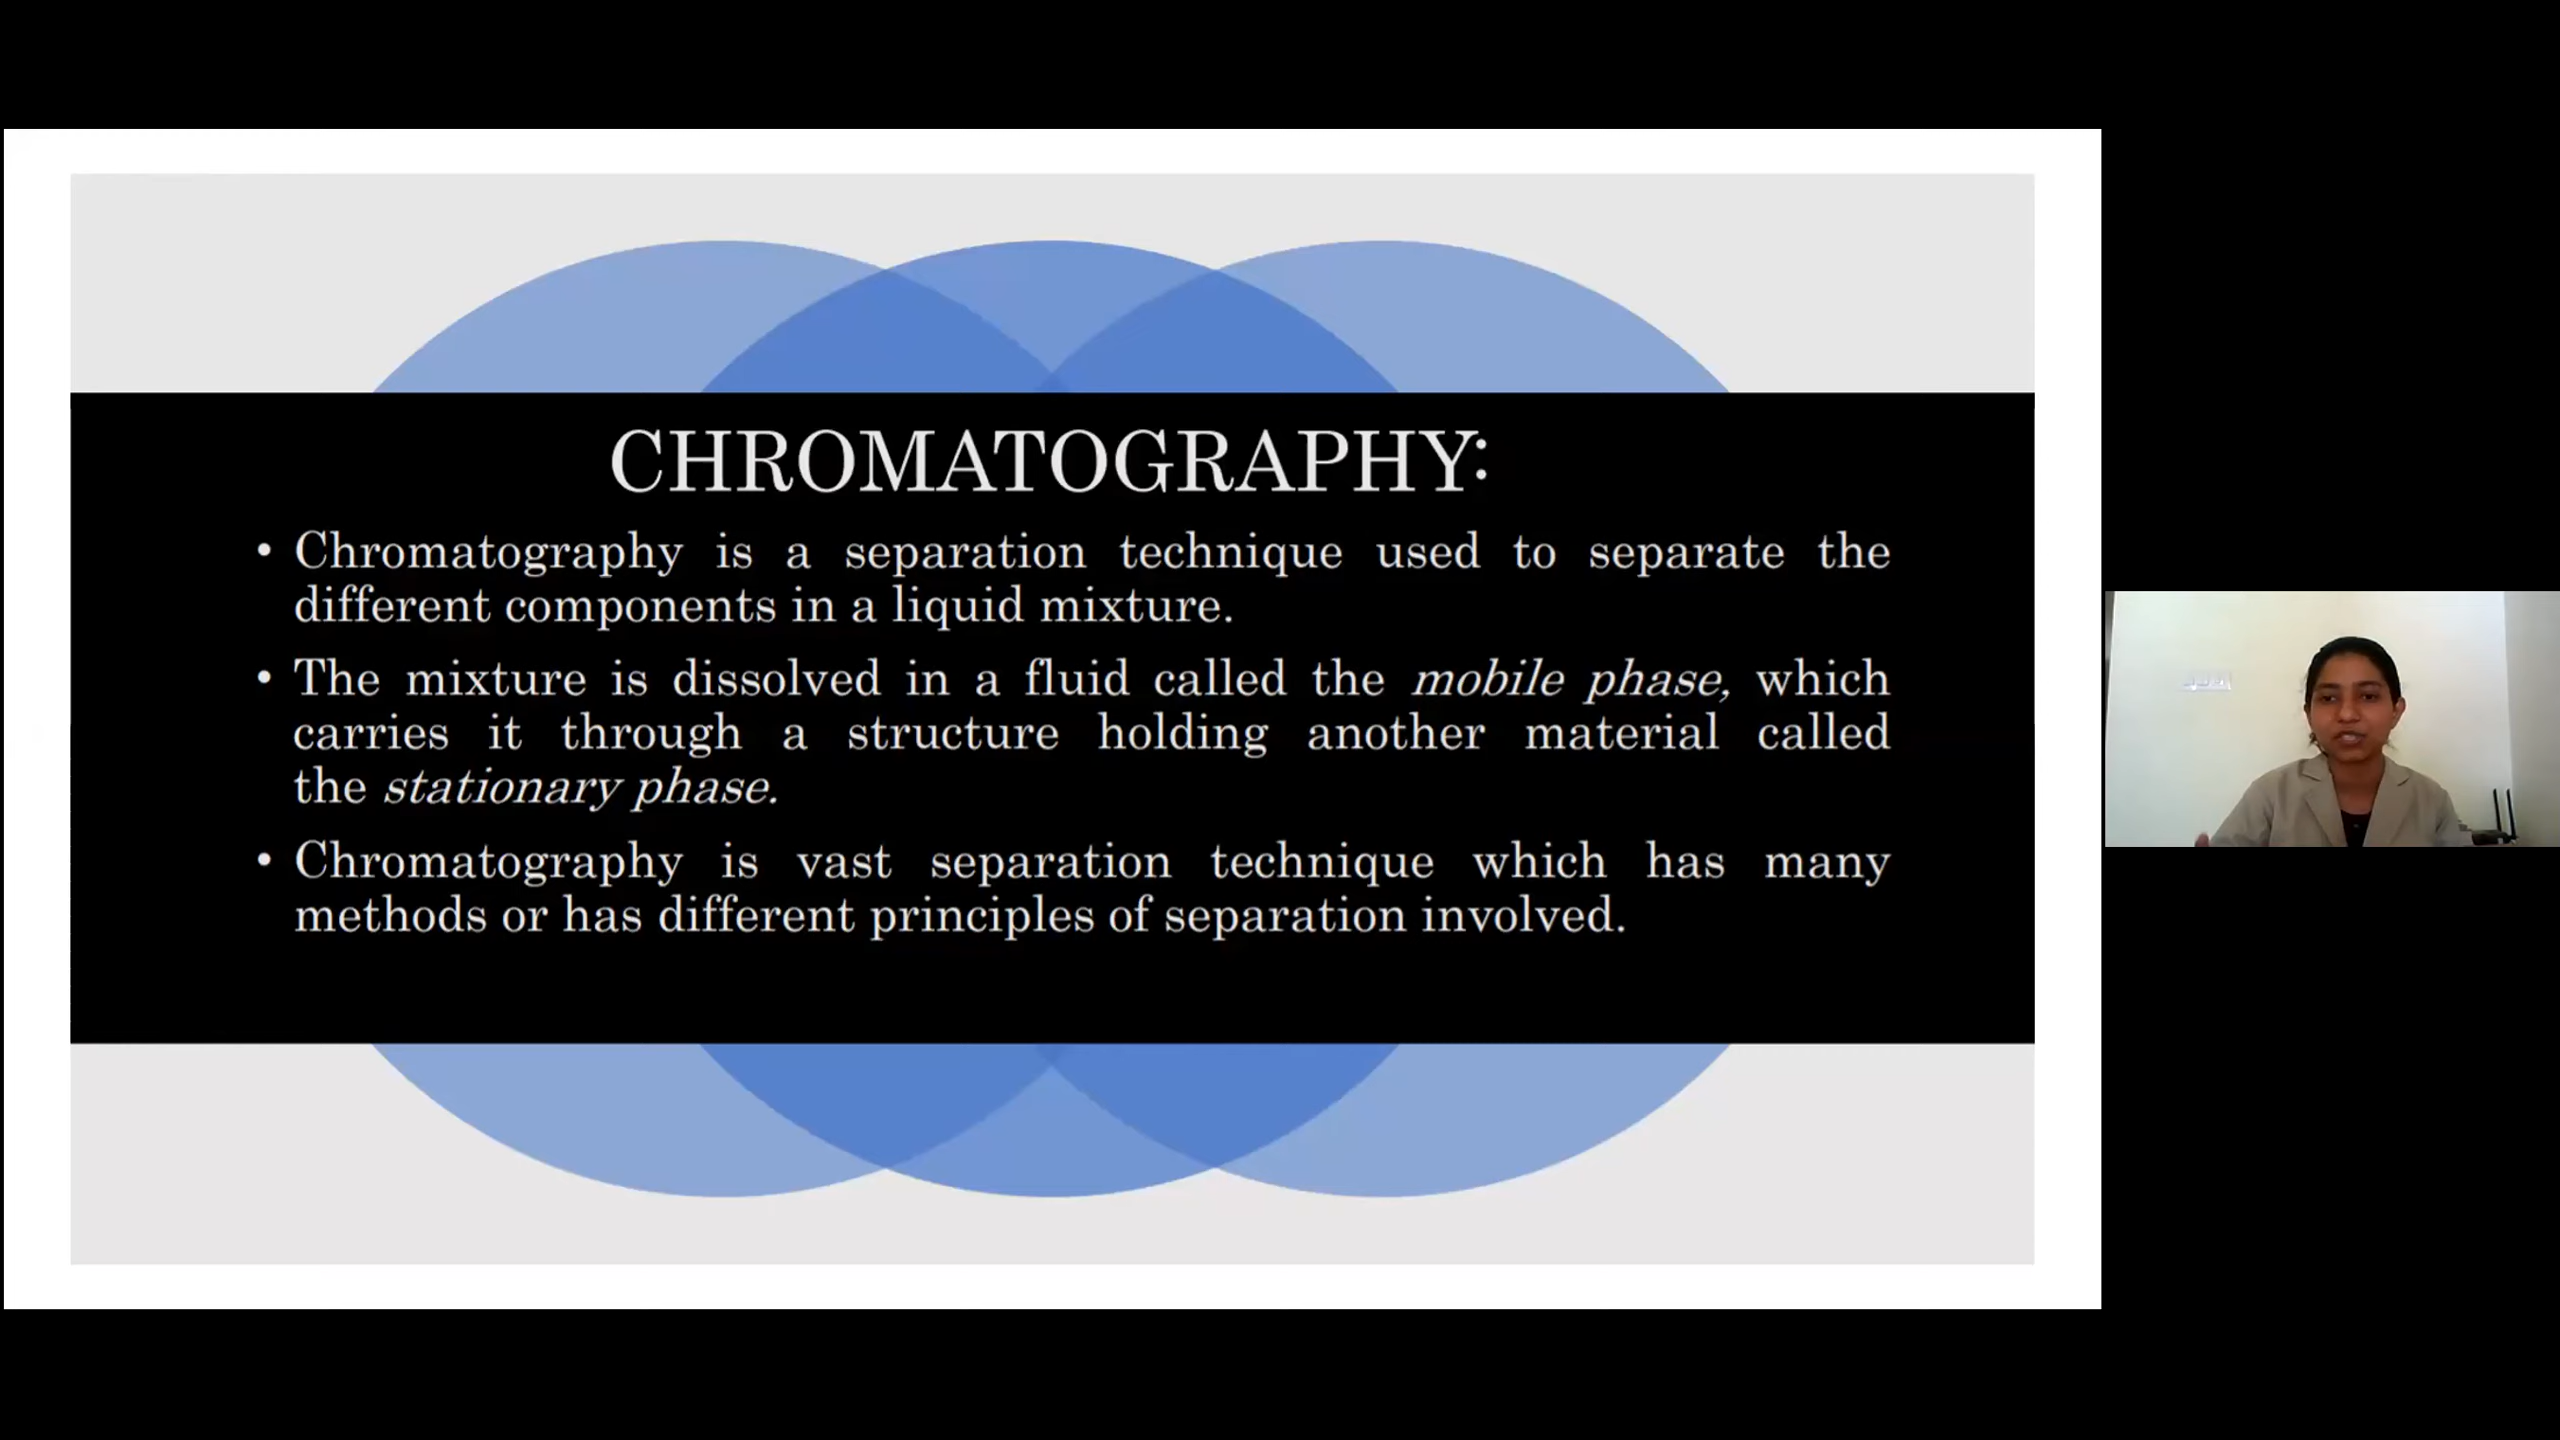 CHROMATOGRAPHY:
• Chromatography is a separation technique used to separate the
different components in a liquid mixture.
• The mixture is dissolved in a fluid called the mobile phase, which
carries it through a structure holding another material called
the stationary phase.
• Chromatography is vast separation technique which has many
methods or has different principles of separation involved.